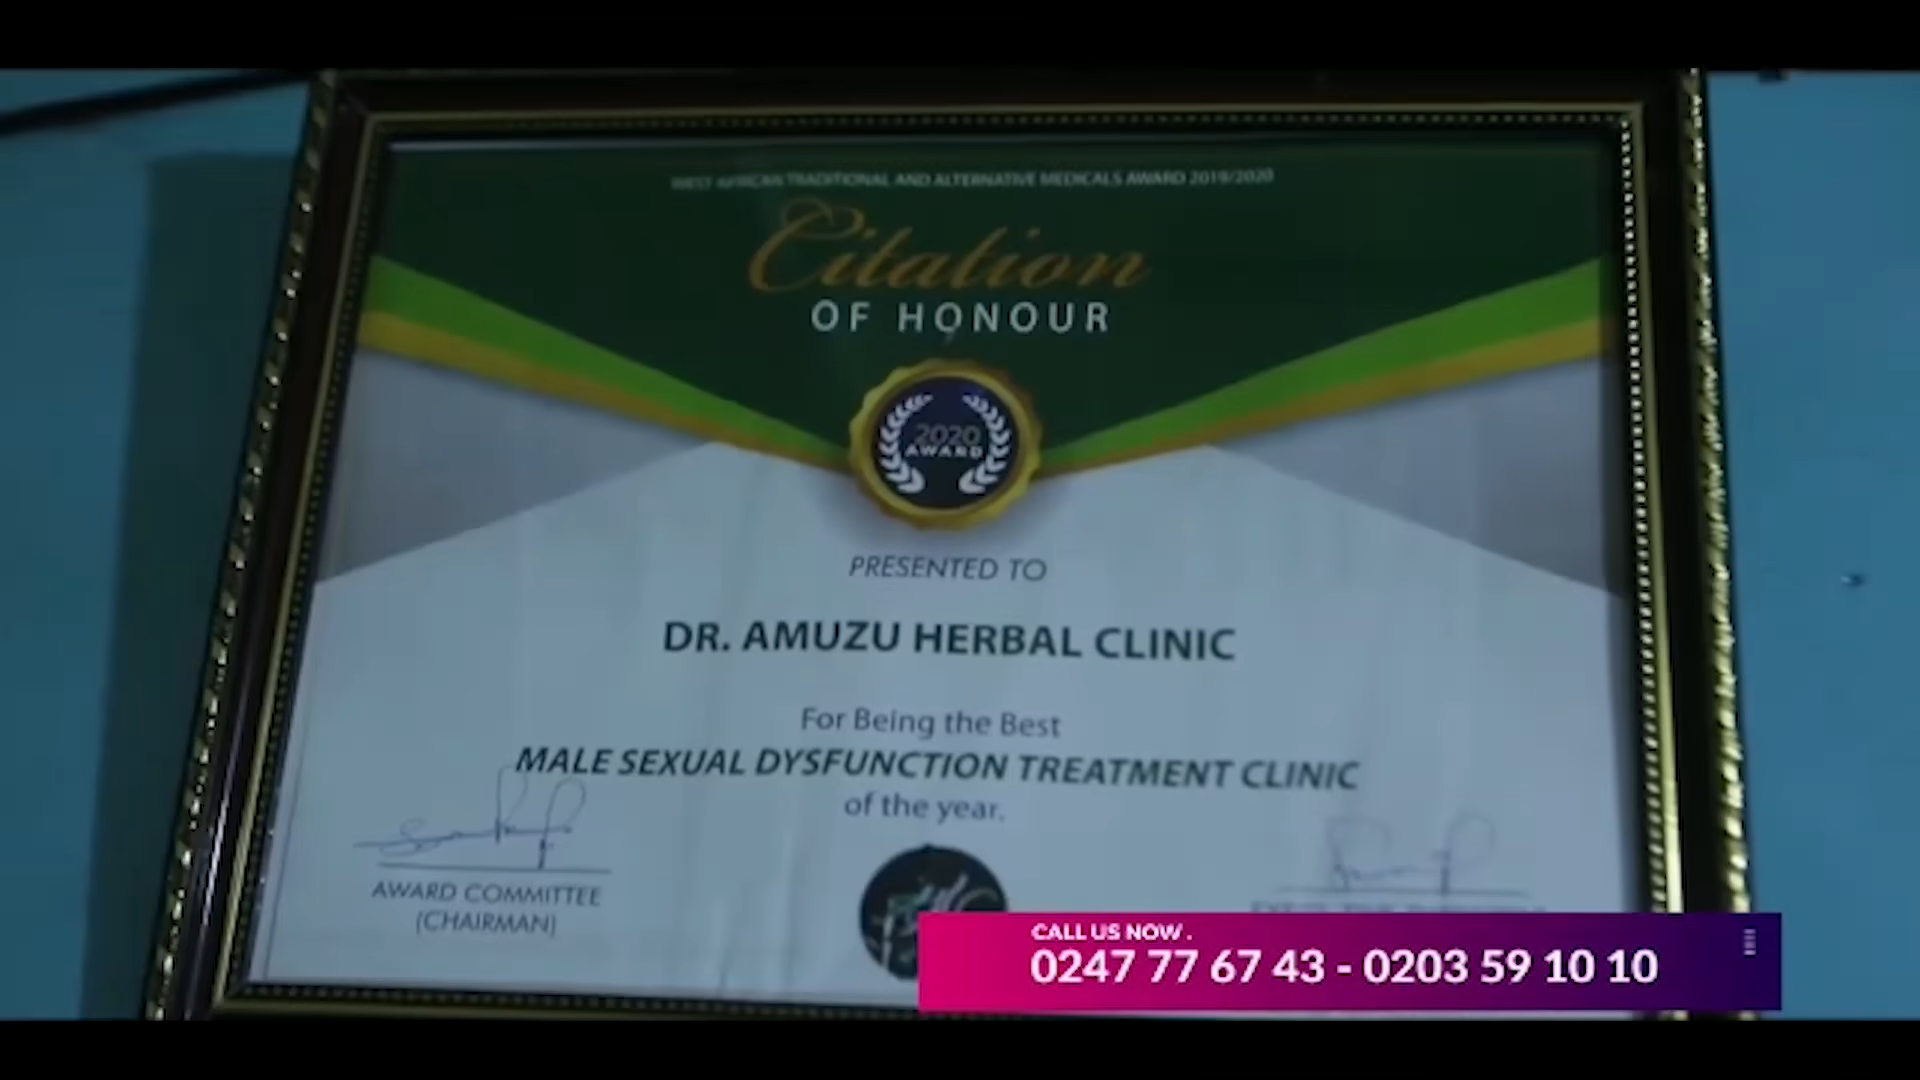 WEST AFRICAN TRADITIONAL AND ALTERNATIVE MEDICALS AWARD 2019/2020
Citation
OF HONOUR
2020
AWARD
PRESENTED TO
DR. AMUZU HERBAL CLINIC
For Being the Best
MALE SEXUAL DYSFUNCTION TREATMENT CLINIC
of the year.
AWARD COMMITTEE
(CHAIRMAN)
CALL US NOW .
0247 77 67 43 - 0203 59 10 10